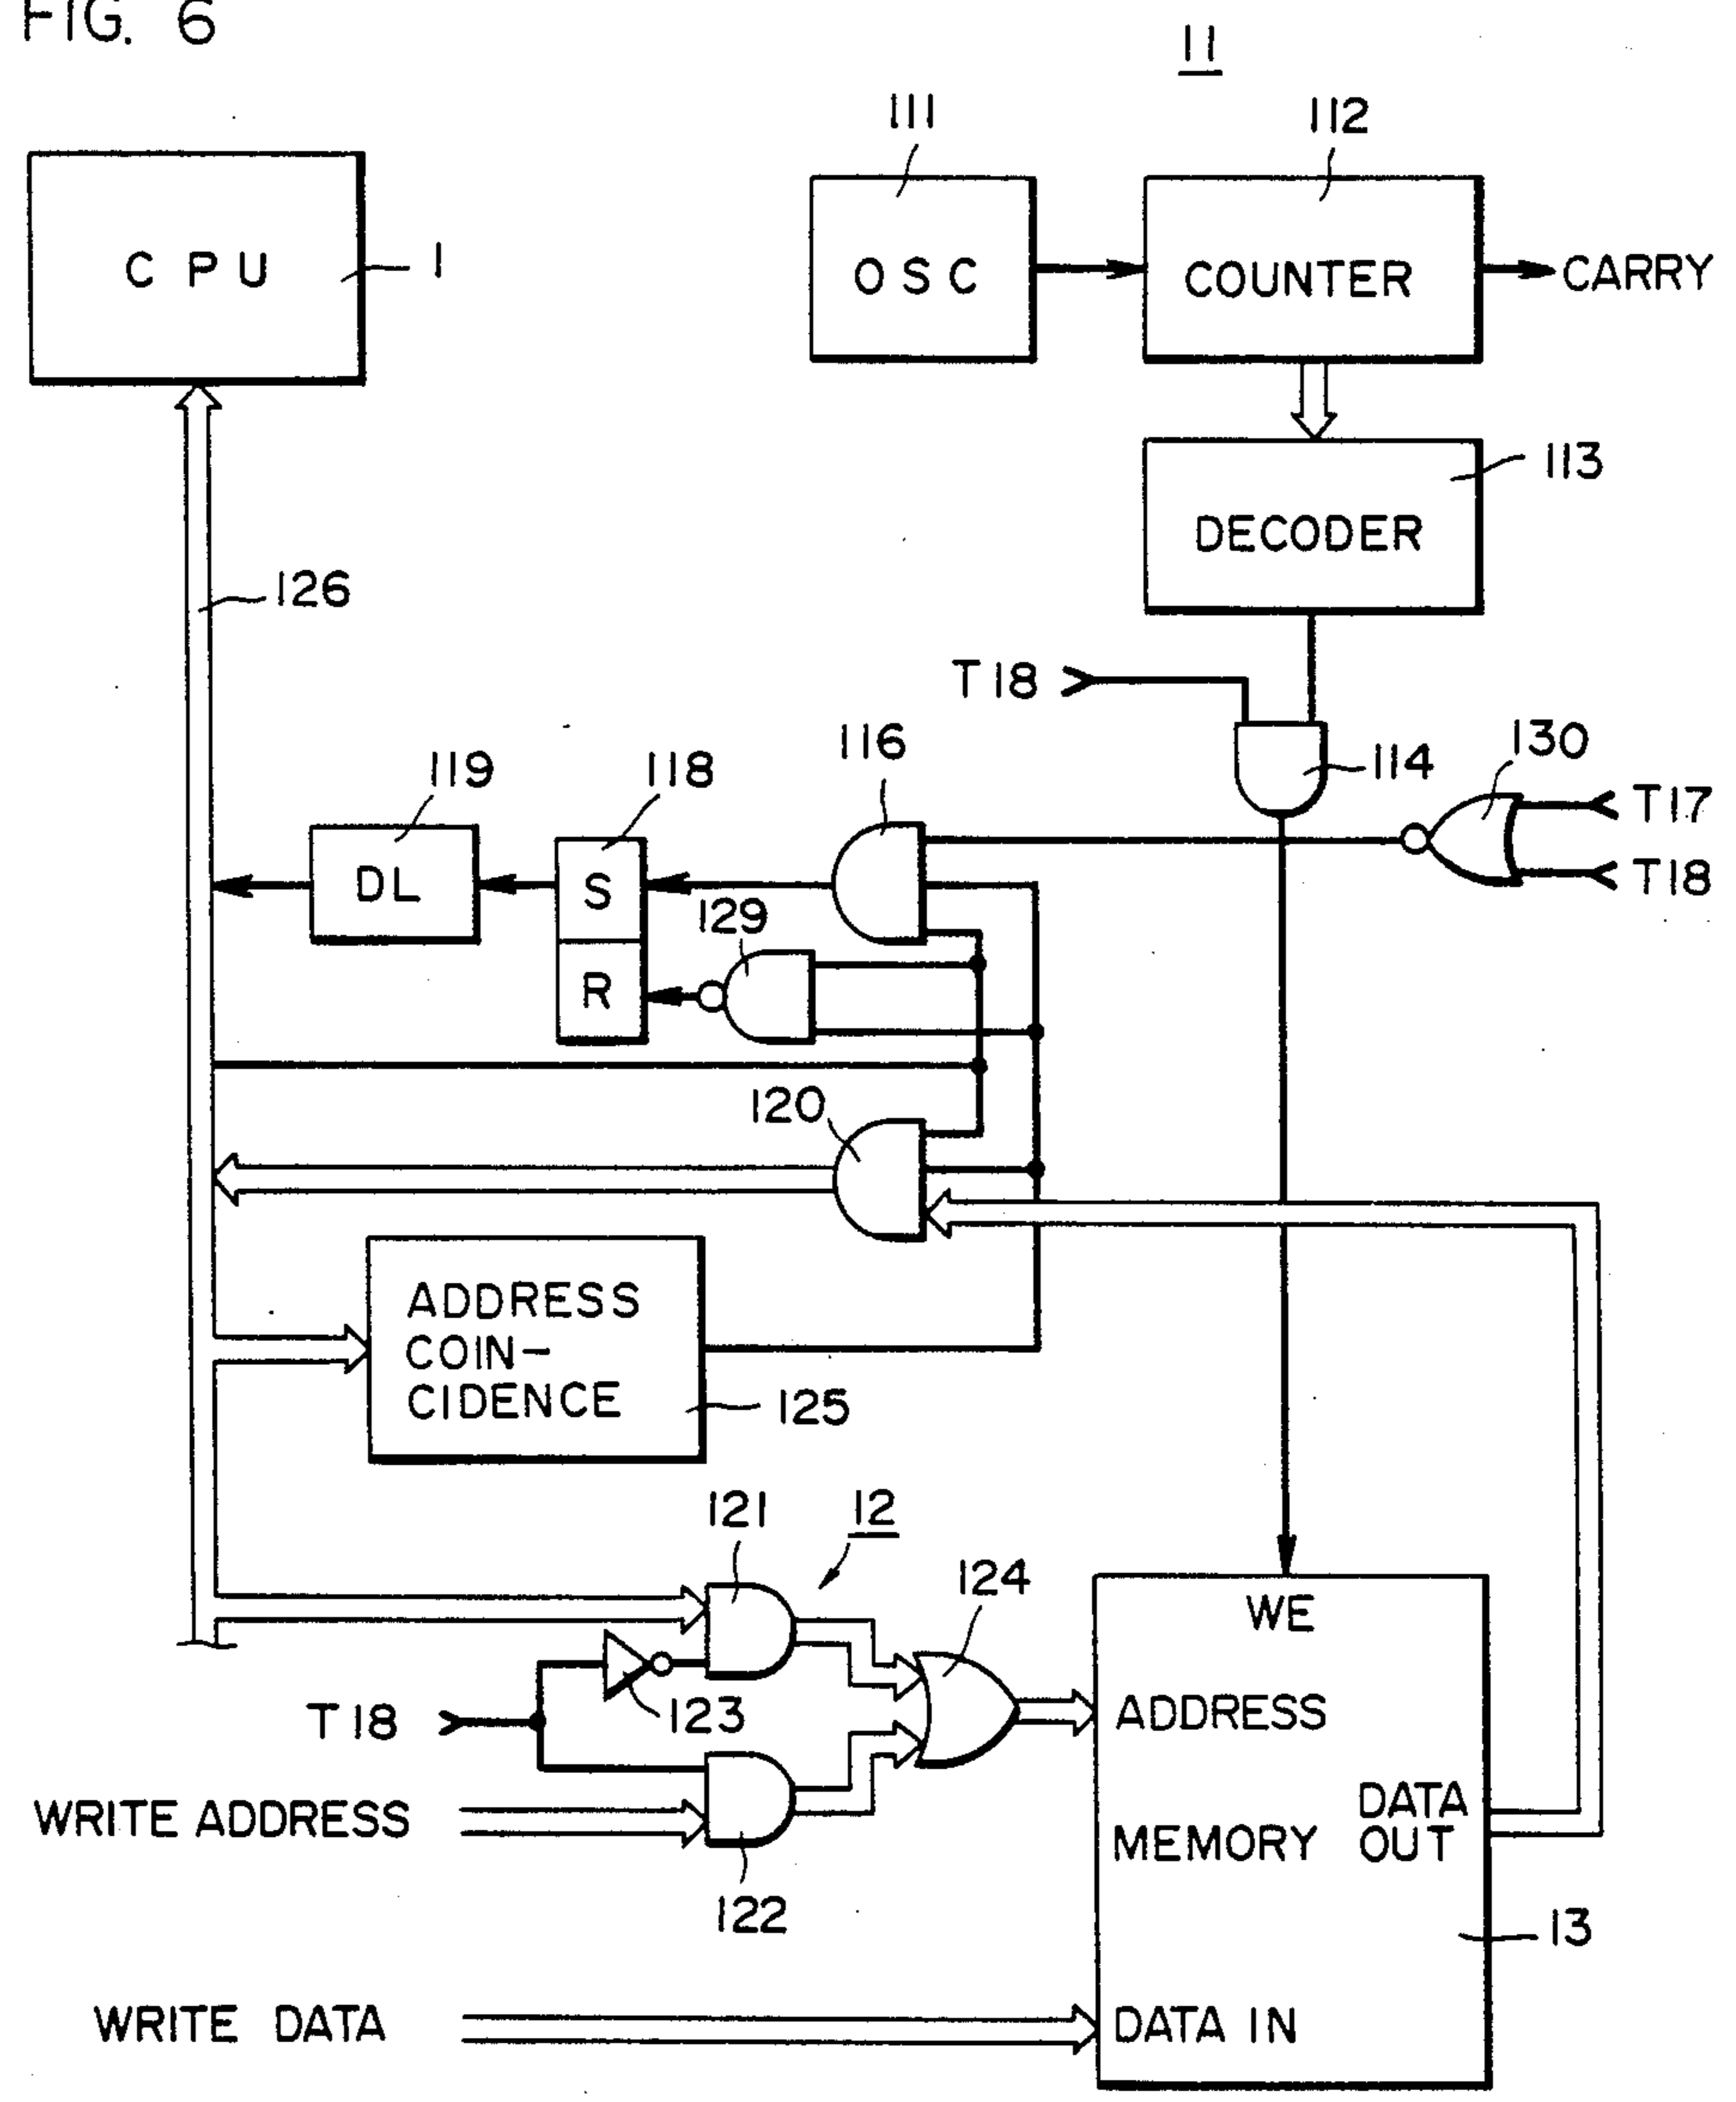 FIG. 6
11
111
112
CPU
1
OSC
COUNTER
CARRY
113
DECODER
126
T18
116
114
130
T17
T18
119
118
DL
S
129
R
120
ADDRESS
COIN-
CIDENCE
125
121
12
124
WE
T18
123
ADDRESS
WRITE ADDRESS
DATA
OUT
MEMORY
122
13
WRITE DATA
DATA IN